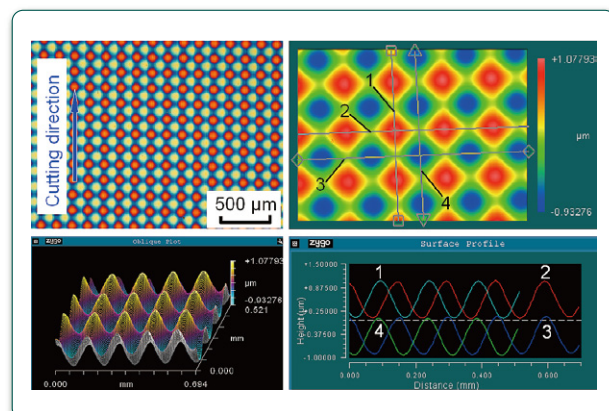 Cutting direction
500 μm
1
2
3
4
+1.07793
μm
-0.93276
zygo
Oblique Plot
+1.07793
μm
-0.93276
0.521
mm
0.000
0.000
mm
0.694
zygo
Surface Profile
Height (μm)
+1.50000
+0.87500
+0.25000
-0.37500
-1.00000
1
2
4
3
0.000
0.200
0.400
0.600
Distance (mm)